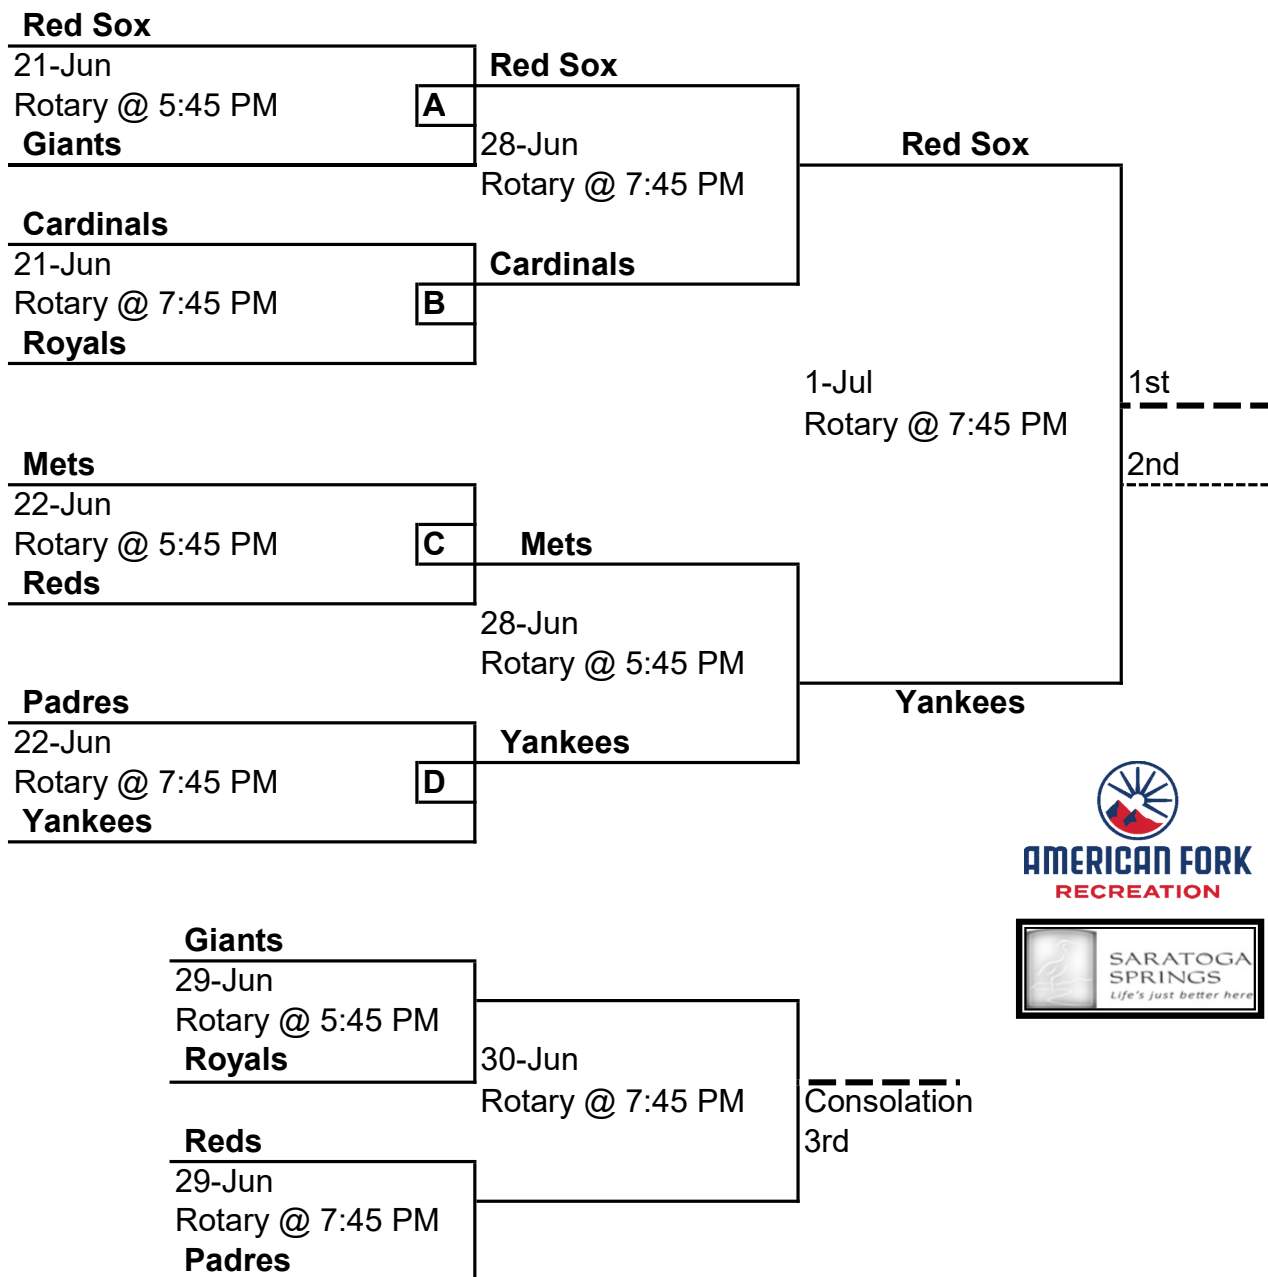 Red Sox
21-Jun
Rotary @ 5:45 PM
A
Giants
Red Sox
28-Jun
Rotary @ 7:45 PM
Cardinals
21-Jun
Rotary @ 7:45 PM
B
Royals
Cardinals
Red Sox
1-Jul
Rotary @ 7:45 PM
1st
2nd
Mets
22-Jun
Rotary @ 5:45 PM
C
Reds
Mets
28-Jun
Rotary @ 5:45 PM
Padres
22-Jun
Rotary @ 7:45 PM
D
Yankees
Yankees
Yankees
AMERICAN FORK
RECREATION
SARATOGA
SPRINGS
Life's just better here
Giants
29-Jun
Rotary @ 5:45 PM
Royals
30-Jun
Rotary @ 7:45 PM
Consolation
3rd
Reds
29-Jun
Rotary @ 7:45 PM
Padres